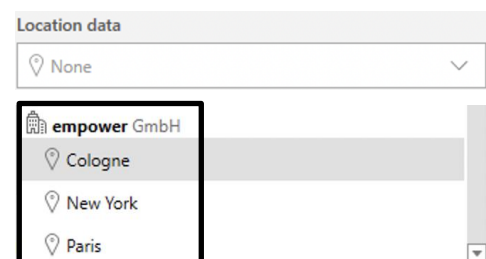 Location data
None
empower GmbH
Cologne
New York
Paris